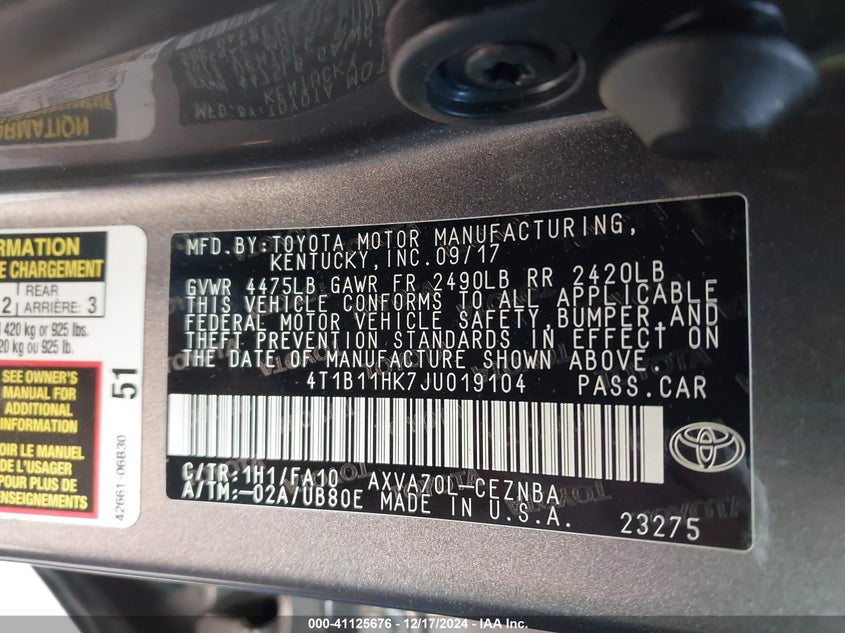 MFD.BY:TOYOTA MOTOR MANUFACTURING,
KENTUCKY, INC.09/17
GVWR 4475LB GAWR FR 2490LB RR 2420LB
THIS VEHICLE CONFORMS TO ALL APPLICABLE
FEDERAL MOTOR VEHICLE SAFETY, BUMPER, AND
THEFT PREVENTION STANDARDS IN EFFECT ON
THE DATE OF MANUFACTURE SHOWN ABOVE.
4T1B11HK7JU019104 PASS.CAR
C/TR:1H1/FA10 AXVA70L-CEZNBA
A/TM:-02A/UB80E MADE IN U.S.A.
23275
CHARGEMENT
REAR
2 ARRIÈRE: 3
420 kg or 925 lbs.
kg ou 925 lb.
SEE OWNER'S
MANUAL FOR
ADDITIONAL
INFORMATION
LE MANUEL
DE L'USAGER
POUR PLUS DE
RENSEIGNEMENTS
51
42661-06B30
TOYOTA
000-41125676 - 12/17/2024 - IAA, Inc.